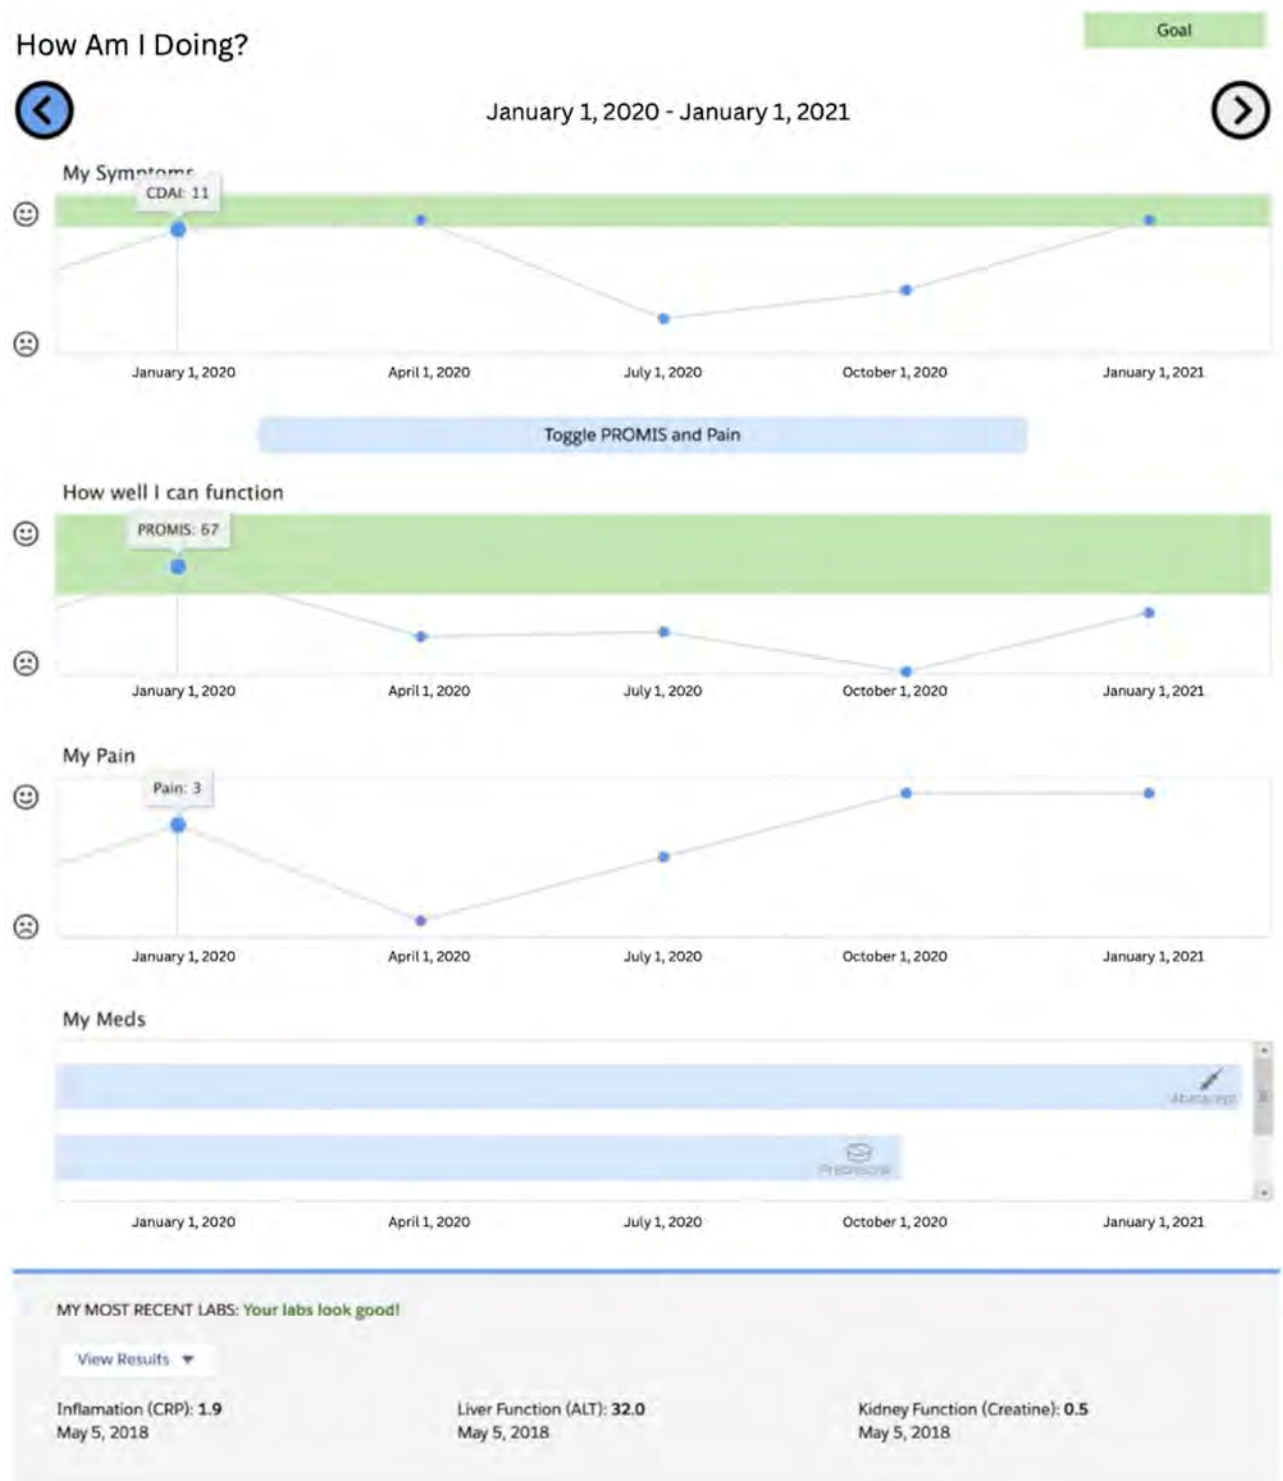 Goal
How Am I Doing?
January 1, 2020 - January 1, 2021
My Symptoms
CDAI: 11
January 1, 2020 April 1, 2020 July 1, 2020 October 1, 2020 January 1, 2021
Toggle PROMIS and Pain
How well I can function
PROMIS: 67
January 1, 2020 April 1, 2020 July 1, 2020 October 1, 2020 January 1, 2021
My Pain
Pain: 3
January 1, 2020 April 1, 2020 July 1, 2020 October 1, 2020 January 1, 2021
My Meds
Abatacept
Prednisone
January 1, 2020 April 1, 2020 July 1, 2020 October 1, 2020 January 1, 2021
MY MOST RECENT LABS: Your labs look good!
View Results
Inflamation (CRP): 1.9 Liver Function (ALT): 32.0 Kidney Function (Creatine): 0.5
May 5, 2018 May 5, 2018 May 5, 2018